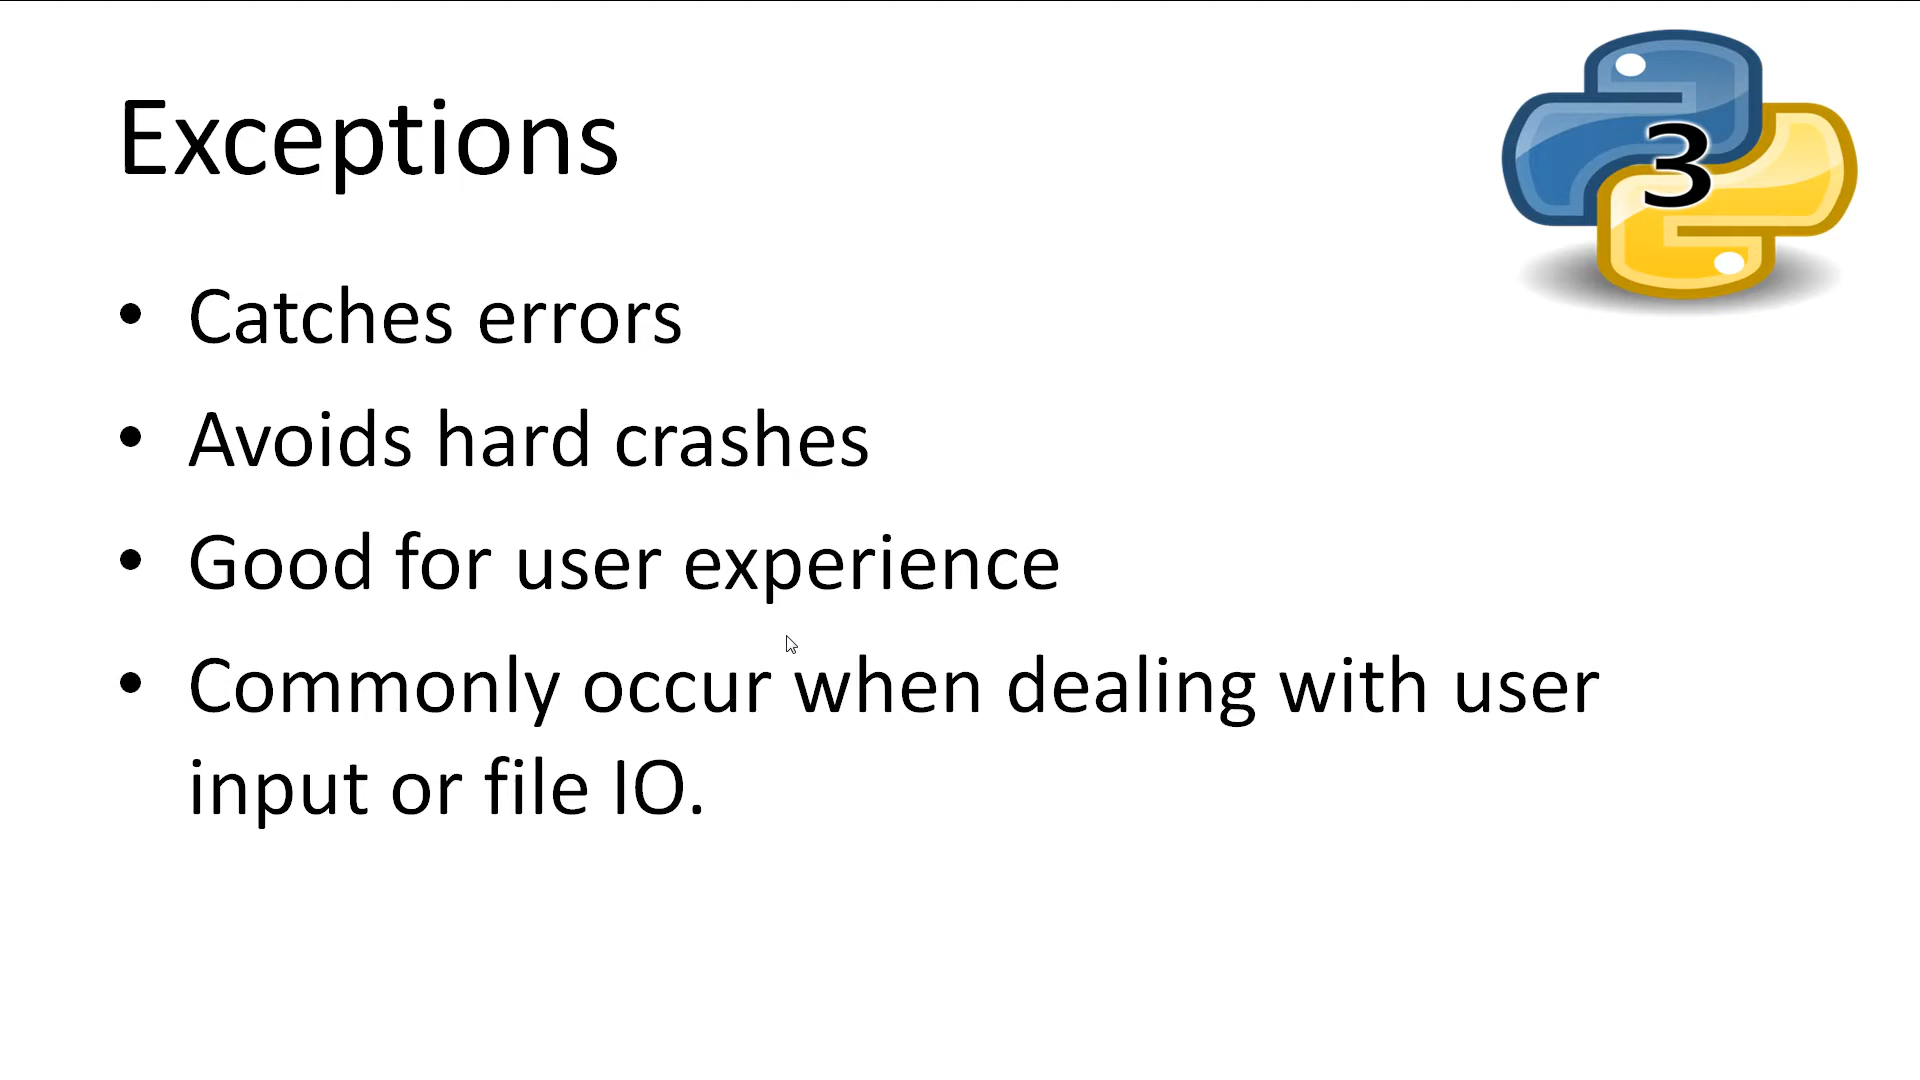 Exceptions
3
• Catches errors
• Avoids hard crashes
• Good for user experience
• Commonly occur when dealing with user
input or file IO.